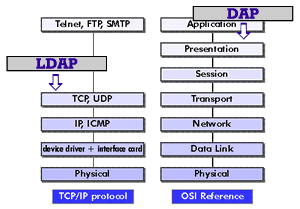 DAP
Telnet, FTP, SMTP
Application
Presentation
LDAP
Session
TCP, UDP
Transport
IP, ICMP
Network
device driver + interface card
Data Link
Physical
Physical
TCP/IP protocol
OSI Reference